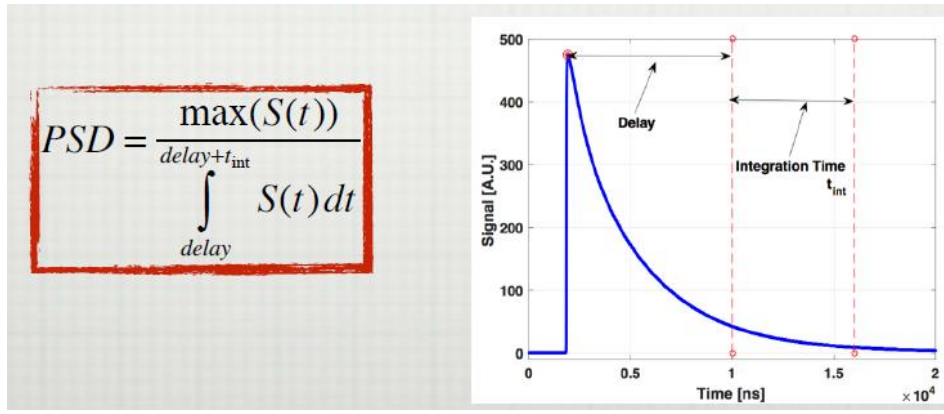 PSD = max(S(t))
delay+t_int
∫ S(t)dt
delay
500
400
300
200
100
0
Signal [A.U.]
Delay
Integration Time
t_int
0
0.5
1
1.5
2
Time [ns]
× 10^4